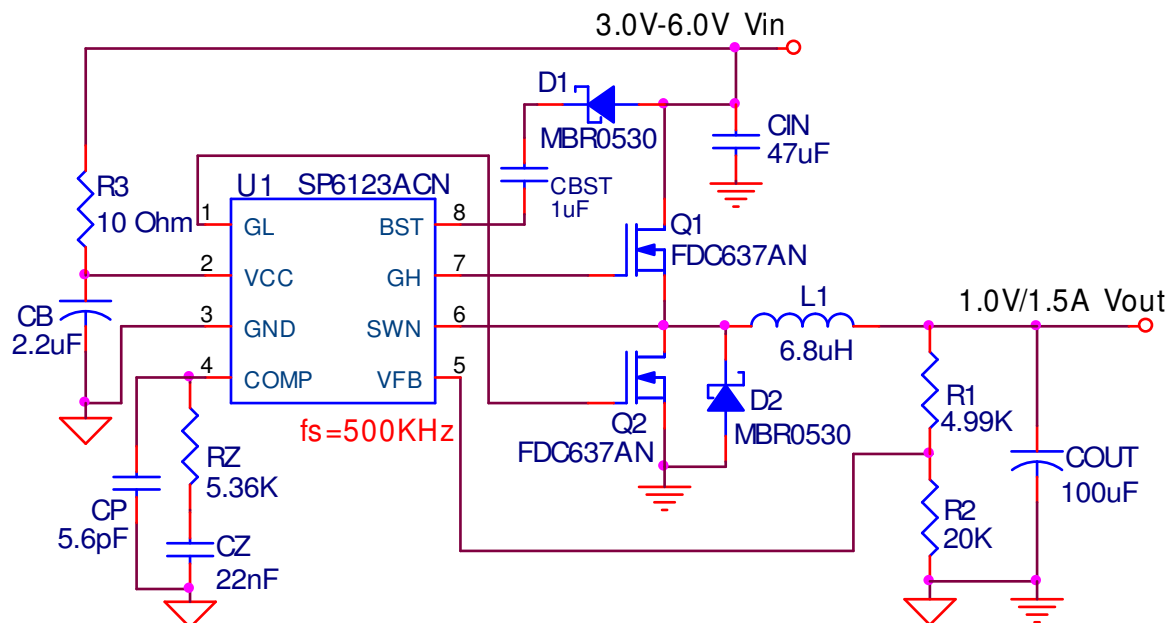 3.0V-6.0V Vin
D1
MBR0530
CIN
47uF
R3
10 Ohm
U1 SP6123ACN
CBST
1uF
1 GL BST 8
2 VCC GH 7
3 GND SWN 6
4 COMP VFB 5
Q1
FDC637AN
CB
2.2uF
L1
6.8uH
1.0V/1.5A Vout
fs=500KHz
Q2
FDC637AN
D2
MBR0530
R1
4.99K
RZ
5.36K
COUT
100uF
CP
5.6pF
CZ
22nF
R2
20K